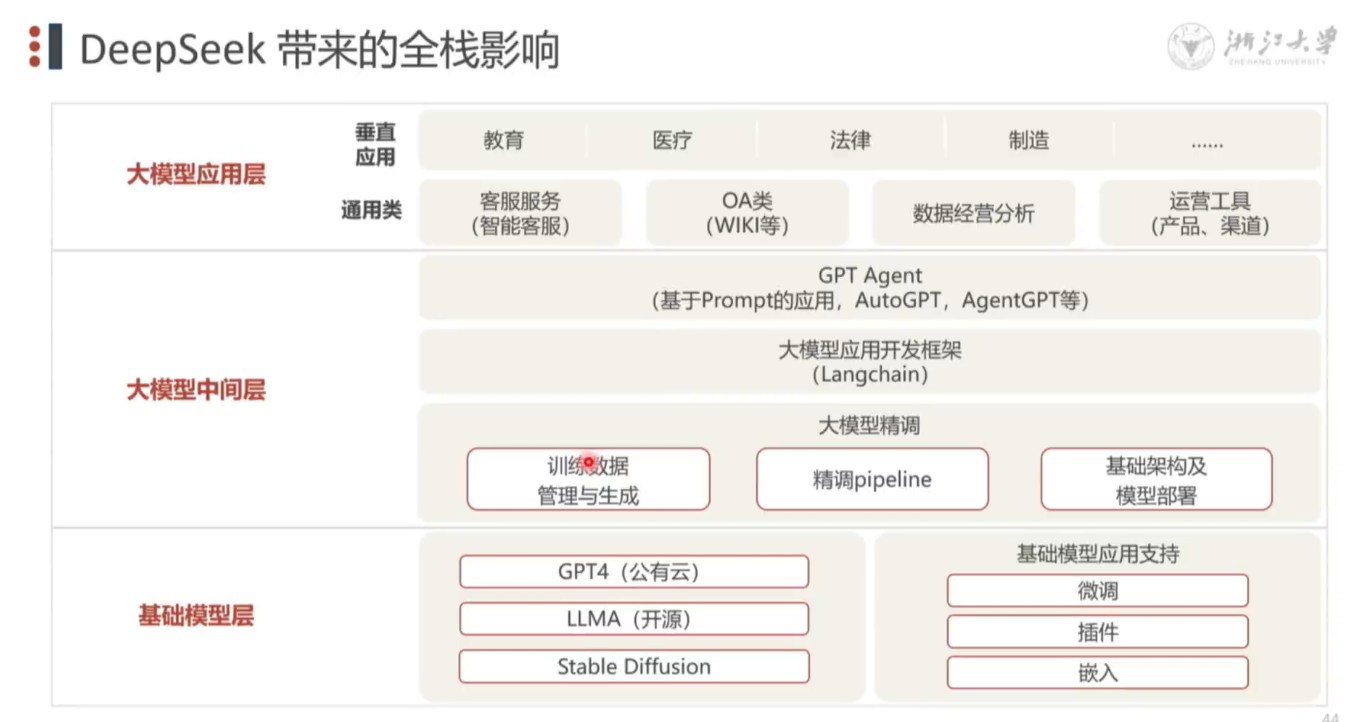 DeepSeek 带来的全栈影响
浙江大学
ZHEJIANG UNIVERSITY
大模型应用层
垂直
应用
教育
医疗
法律
制造
......
通用类
客服服务
(智能客服)
OA类
(WIKI等)
数据经营分析
运营工具
(产品、渠道)
大模型中间层
GPT Agent
(基于Prompt的应用，AutoGPT，AgentGPT等)
大模型应用开发框架
(Langchain)
大模型精调
训练数据
管理与生成
精调pipeline
基础架构及
模型部署
基础模型层
GPT4（公有云）
LLMA（开源）
Stable Diffusion
基础模型应用支持
微调
插件
嵌入
44